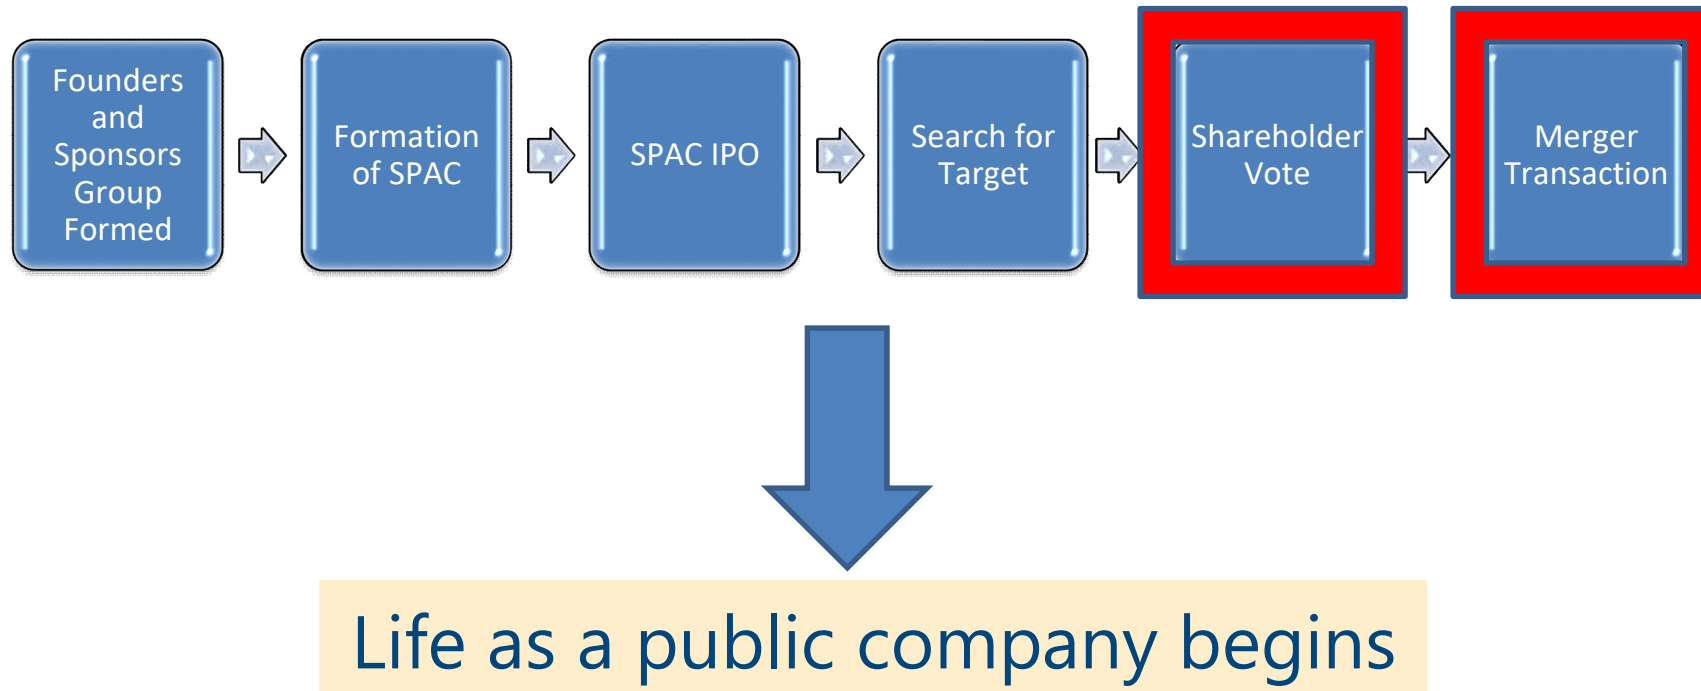 Founders
and
Sponsors
Group
Formed
Formation
of SPAC
SPAC IPO
Search for
Target
Shareholder
Vote
Merger
Transaction
Life as a public company begins